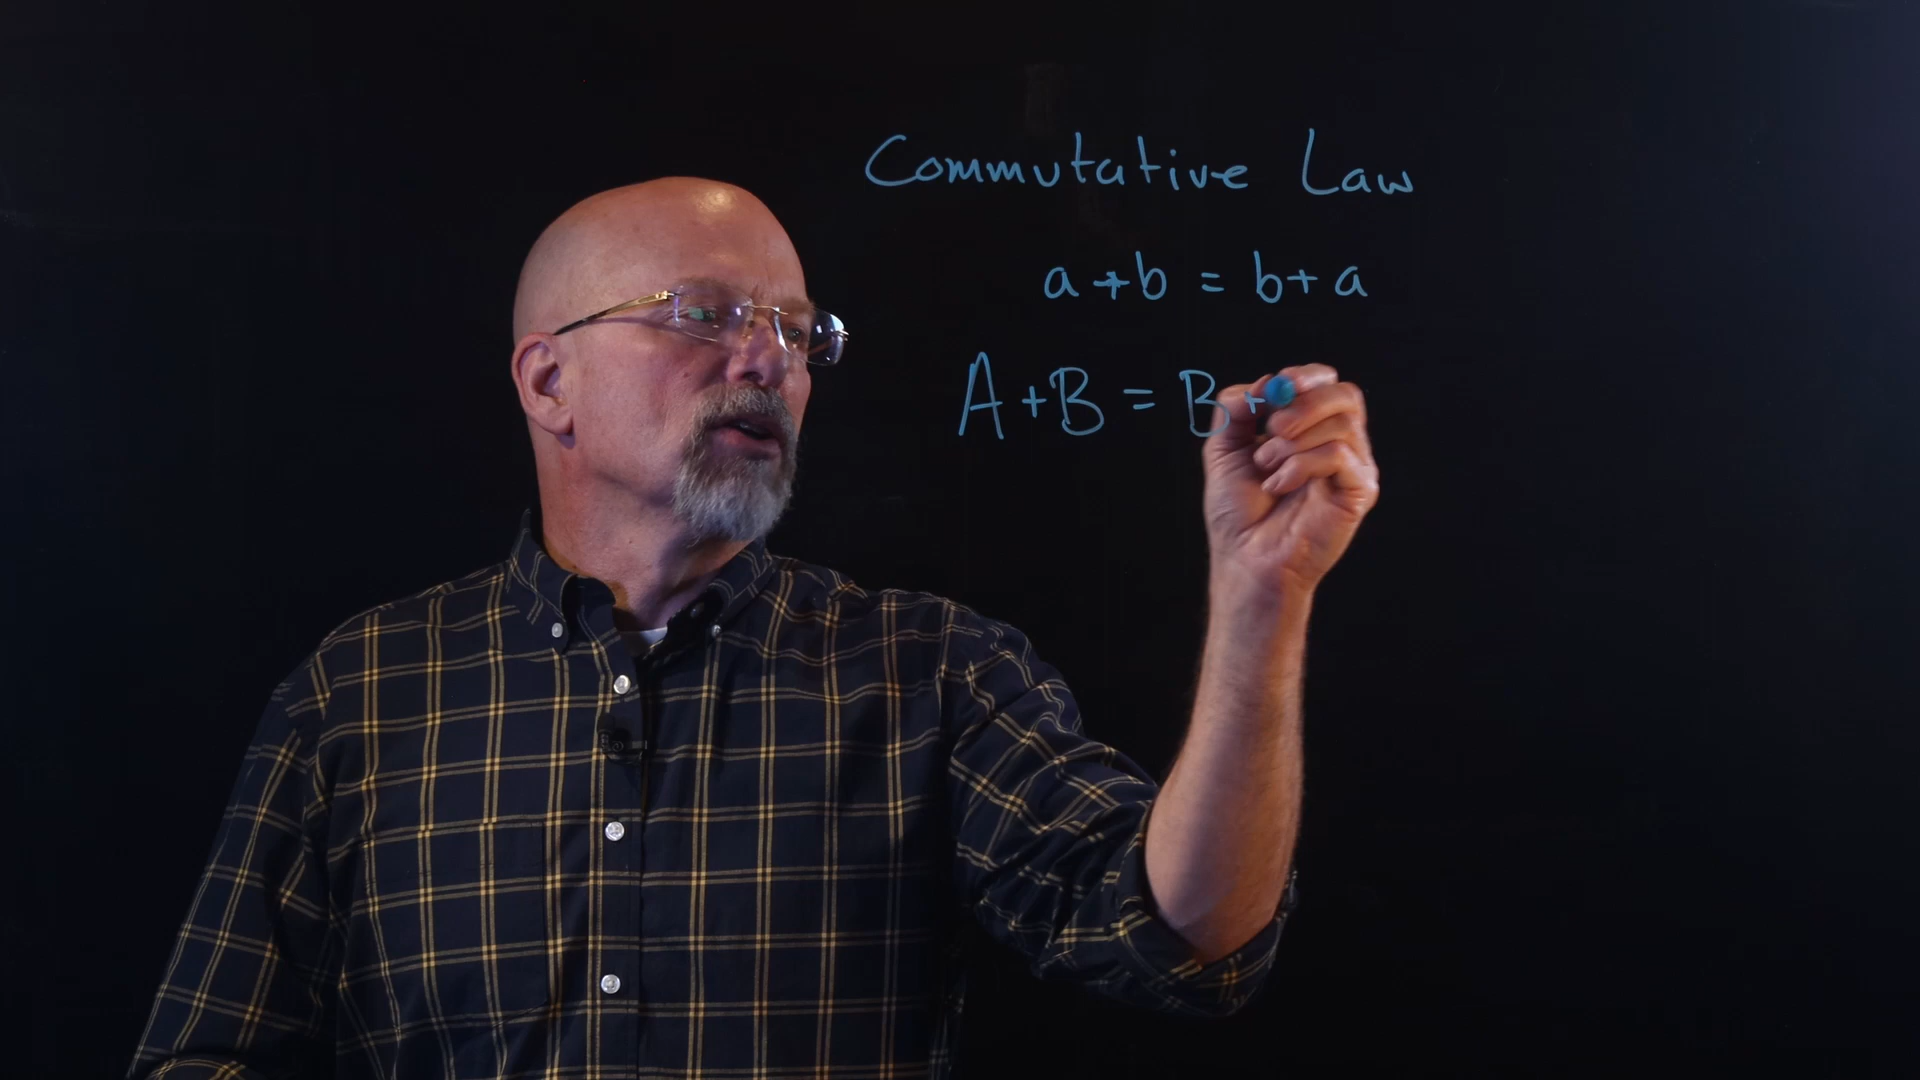 Commutative Law
a + b = b + a
A + B = B +